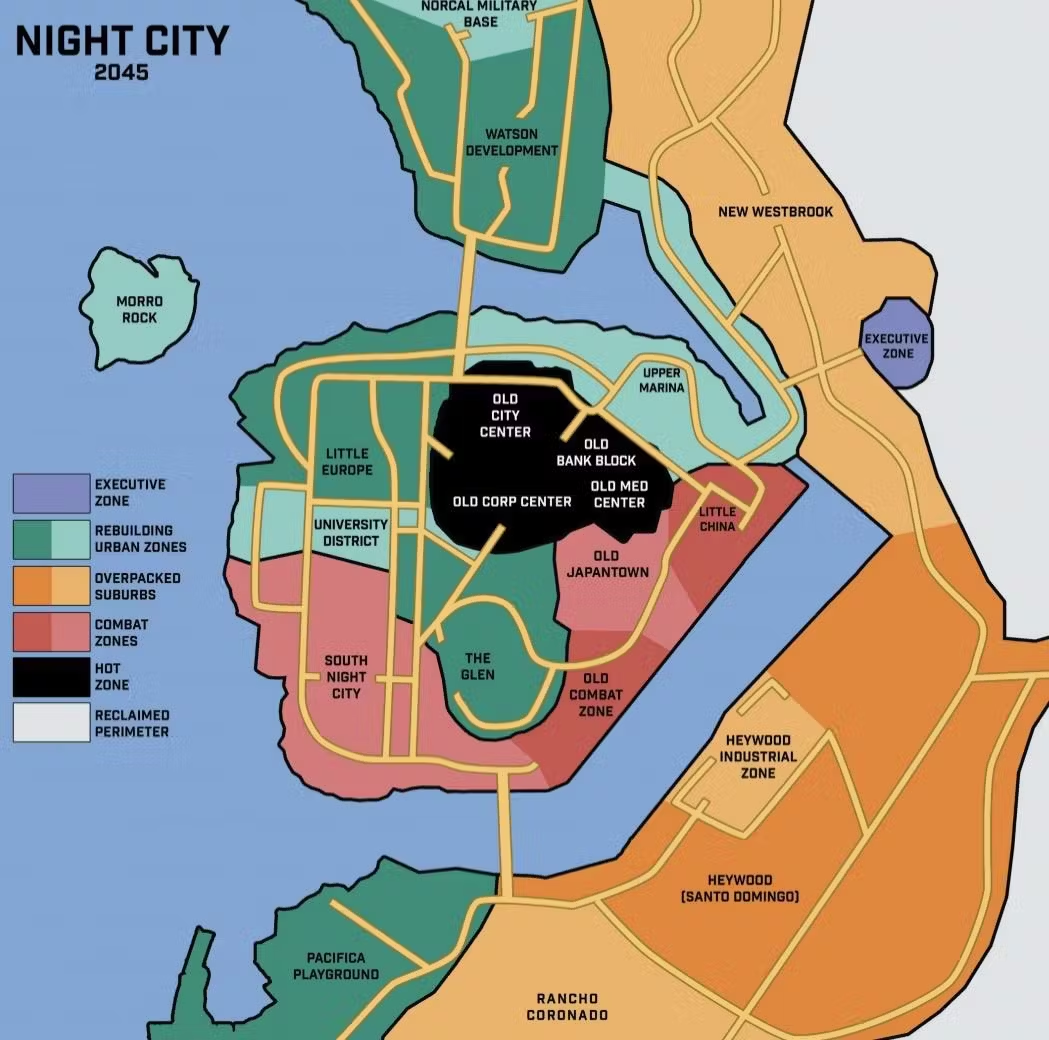 NIGHT CITY
2045
NORCAL MILITARY
BASE
WATSON
DEVELOPMENT
NEW WESTBROOK
MORRO
ROCK
EXECUTIVE
ZONE
UPPER
MARINA
OLD
CITY
CENTER
OLD
BANK BLOCK
LITTLE
EUROPE
OLD CORP CENTER
OLD MED
CENTER
LITTLE
CHINA
UNIVERSITY
DISTRICT
OLD
JAPANTOWN
SOUTH
NIGHT
CITY
THE
GLEN
OLD
COMBAT
ZONE
EXECUTIVE
ZONE
REBUILDING
URBAN ZONES
OVERPACKED
SUBURBS
COMBAT
ZONES
HOT
ZONE
RECLAIMED
PERIMETER
HEYWOOD
INDUSTRIAL
ZONE
HEYWOOD
[SANTO DOMINGO]
PACIFICA
PLAYGROUND
RANCHO
CORONADO